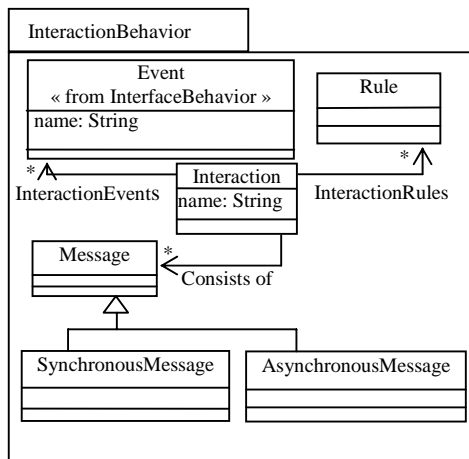 InteractionBehavior
Event
« from InterfaceBehavior »
name: String
Rule
*
*
InteractionEvents
Interaction
name: String
InteractionRules
Message
*
Consists of
SynchronousMessage
AsynchronousMessage